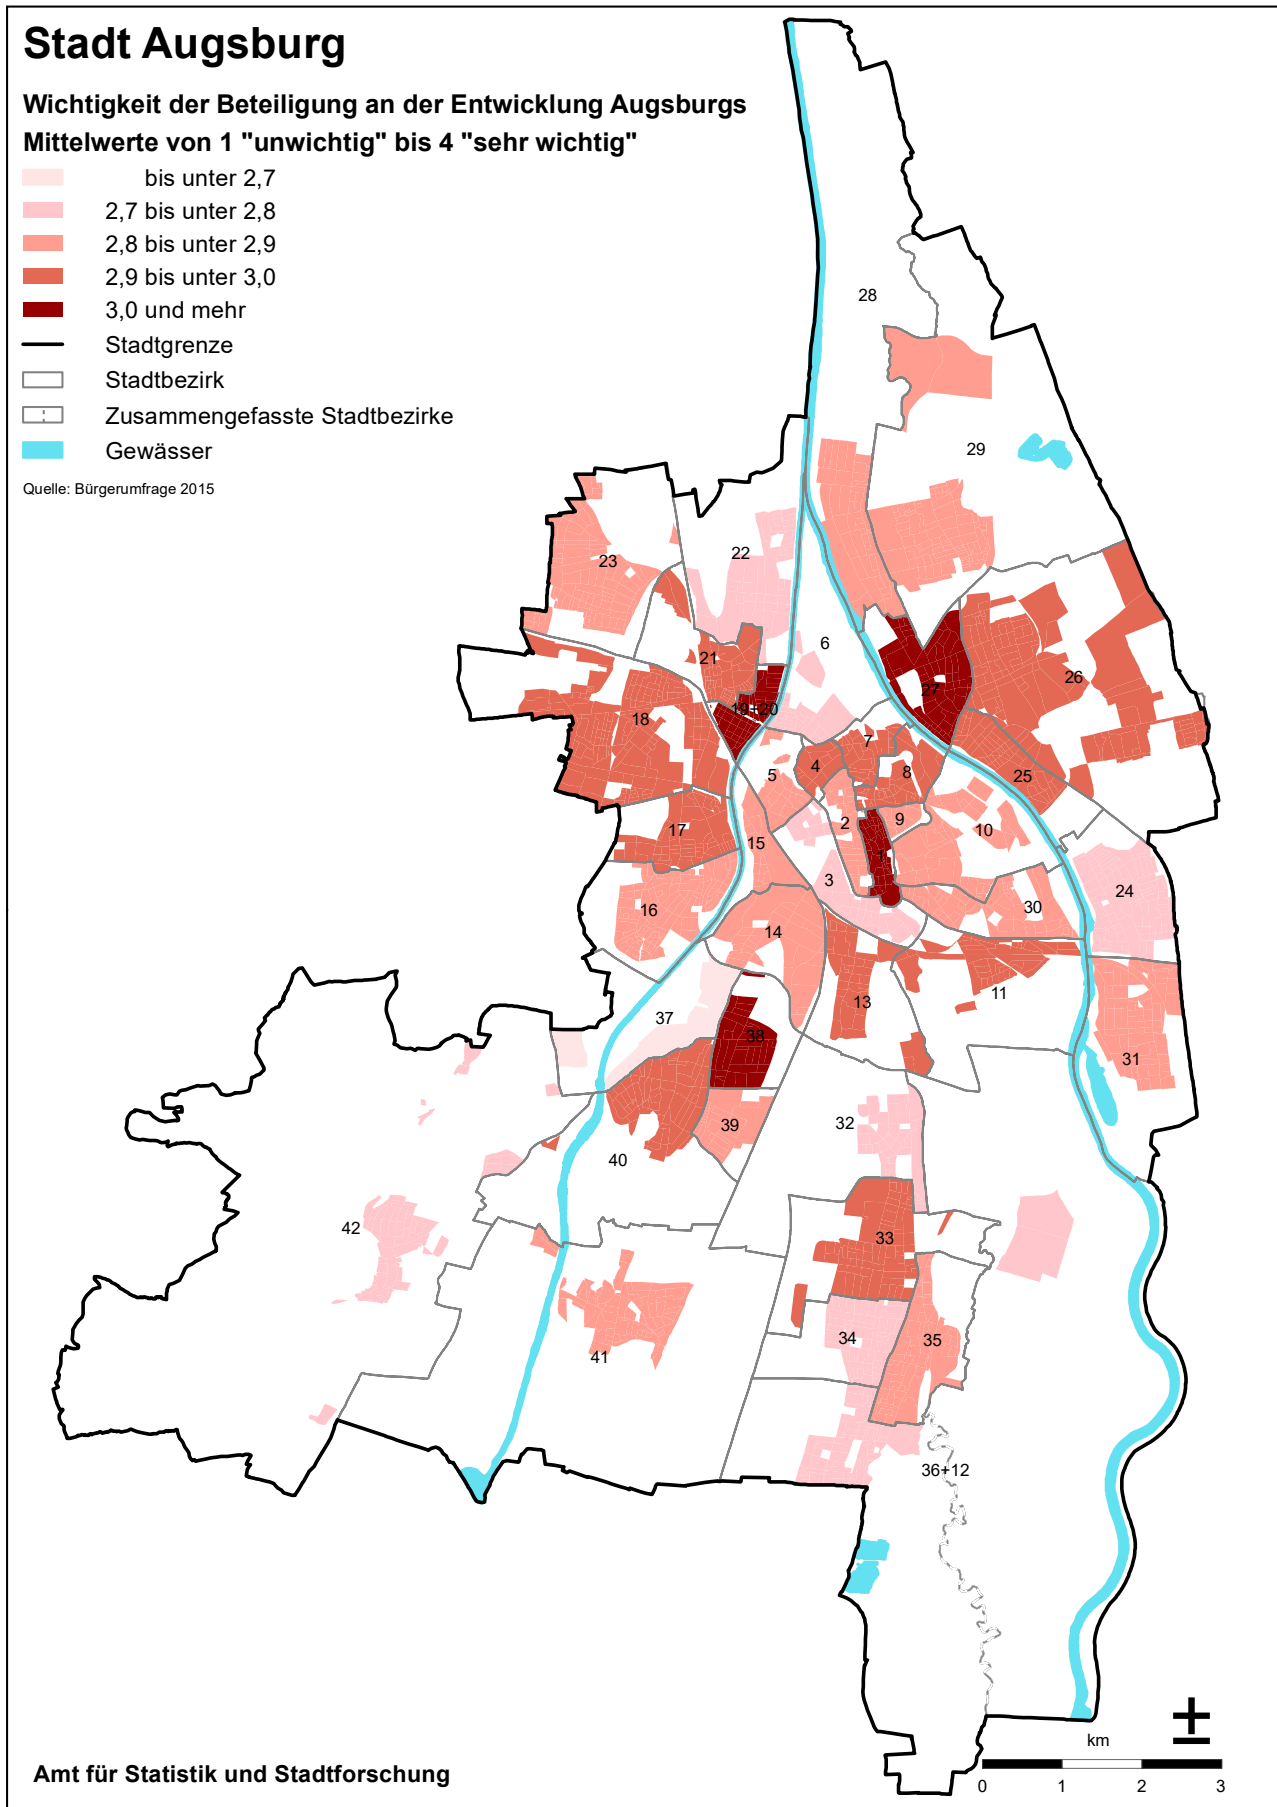 Stadt Augsburg
Wichtigkeit der Beteiligung an der Entwicklung Augsburgs
Mittelwerte von 1 "unwichtig" bis 4 "sehr wichtig"
bis unter 2,7
2,7 bis unter 2,8
2,8 bis unter 2,9
2,9 bis unter 3,0
3,0 und mehr
Stadtgrenze
Stadtbezirk
Zusammengefasste Stadtbezirke
Gewässer
Quelle: Bürgerumfrage 2015
28
29
22
23
6
21
26
27
19+20
18
7
4
5
8
25
2
9
17
10
15
1
3
24
16
30
14
11
13
37
38
31
32
39
40
42
33
34
35
41
36+12
km
0 1 2 3
Amt für Statistik und Stadtforschung